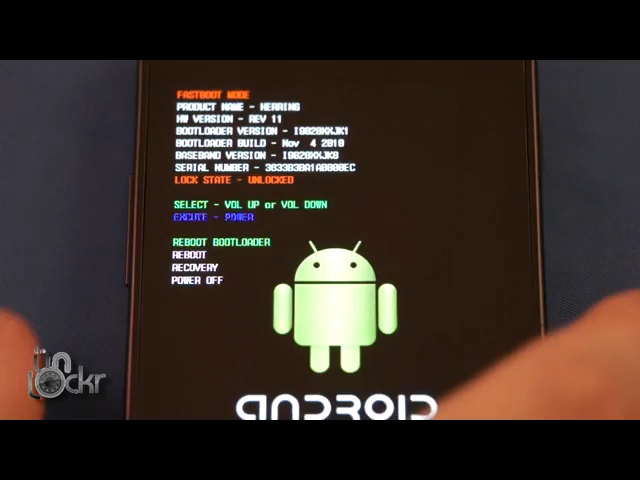 FASTBOOT MODE
PRODUCT NAME - HERRING
HW VERSION - REV 11
BOOTLOADER VERSION - I9020XXJK1
BOOTLOADER BUILD - Nov 4 2010
BASEBAND VERSION - I9020XXJK8
SERIAL NUMBER - 3633B3BA1AB000EC
LOCK STATE - UNLOCKED
SELECT - VOL UP or VOL DOWN
EXCUTE - POWER
REBOOT BOOTLOADER
REBOOT
RECOVERY
POWER OFF
unlockr
ANDROID